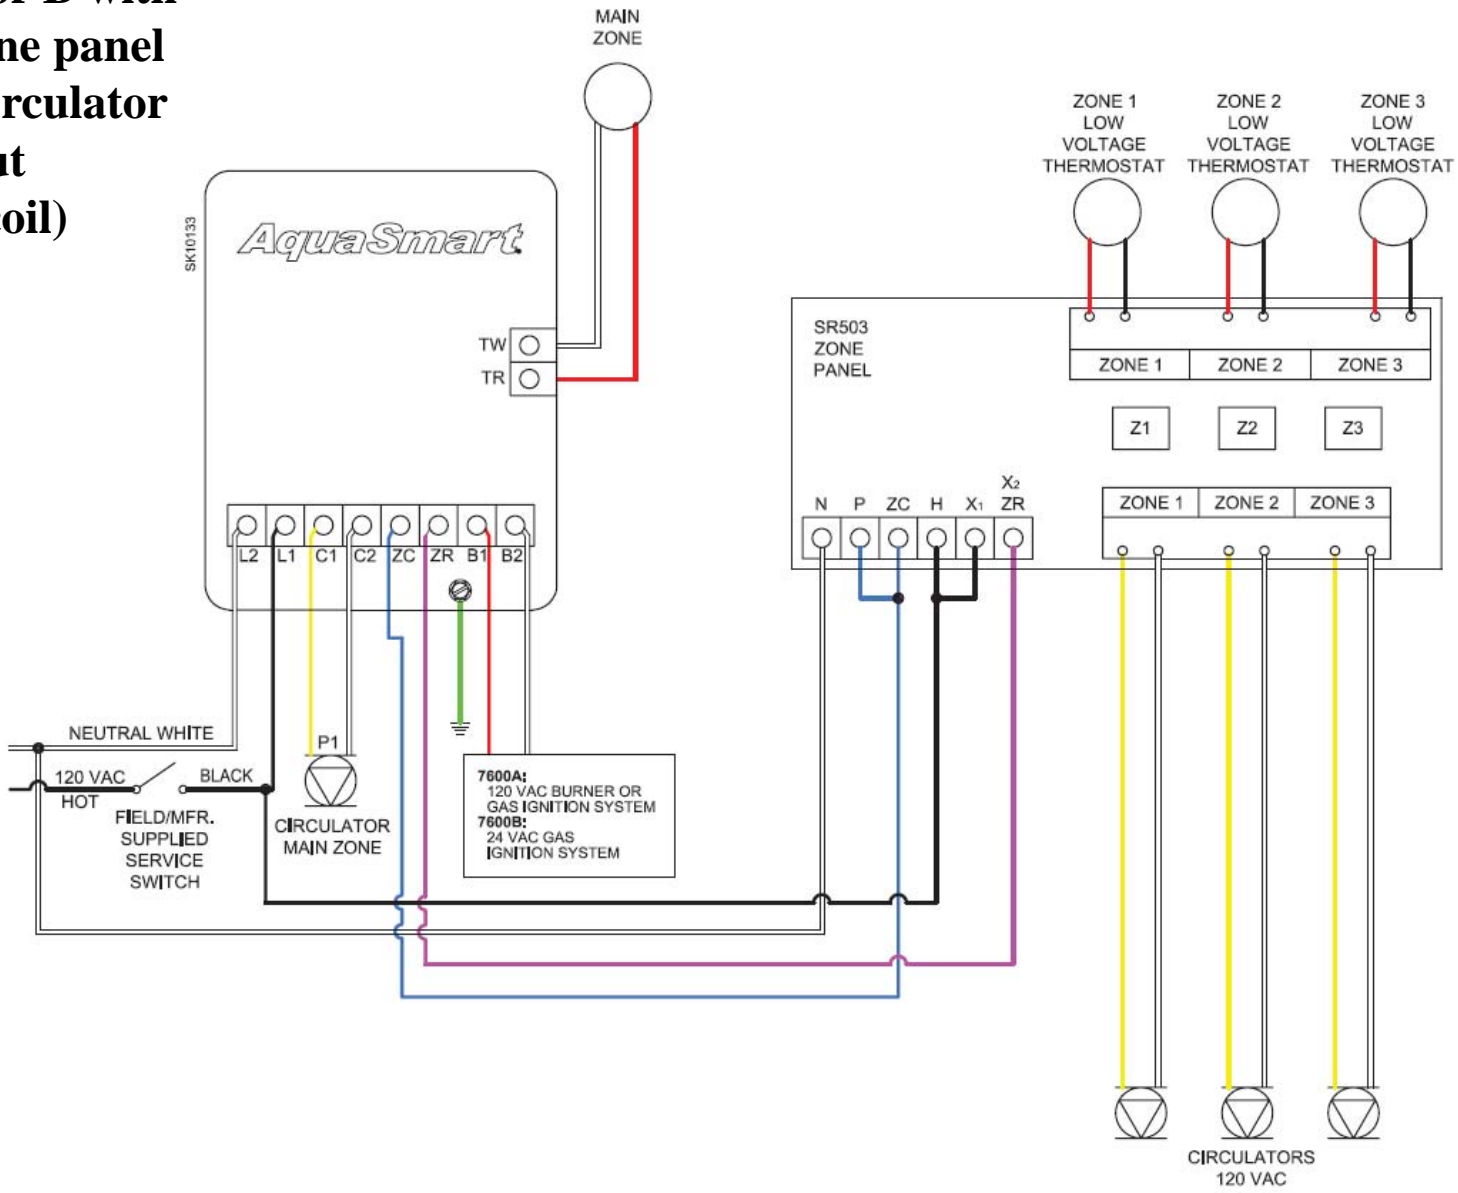 or B with
ne panel
rculator
ut
coil)
MAIN
ZONE
SK10133
AquaSmart
TW
TR
L2 L1 C1 C2 ZC ZR B1 B2
NEUTRAL WHITE
120 VAC
HOT
BLACK
FIELD/MFR.
SUPPLIED
SERVICE
SWITCH
P1
CIRCULATOR
MAIN ZONE
7600A:
120 VAC BURNER OR
GAS IGNITION SYSTEM
7600B:
24 VAC GAS
IGNITION SYSTEM
ZONE 1
LOW
VOLTAGE
THERMOSTAT
ZONE 2
LOW
VOLTAGE
THERMOSTAT
ZONE 3
LOW
VOLTAGE
THERMOSTAT
SR503
ZONE
PANEL
ZONE 1 ZONE 2 ZONE 3
Z1 Z2 Z3
X2
N P ZC H X1 ZR
ZONE 1 ZONE 2 ZONE 3
CIRCULATORS
120 VAC